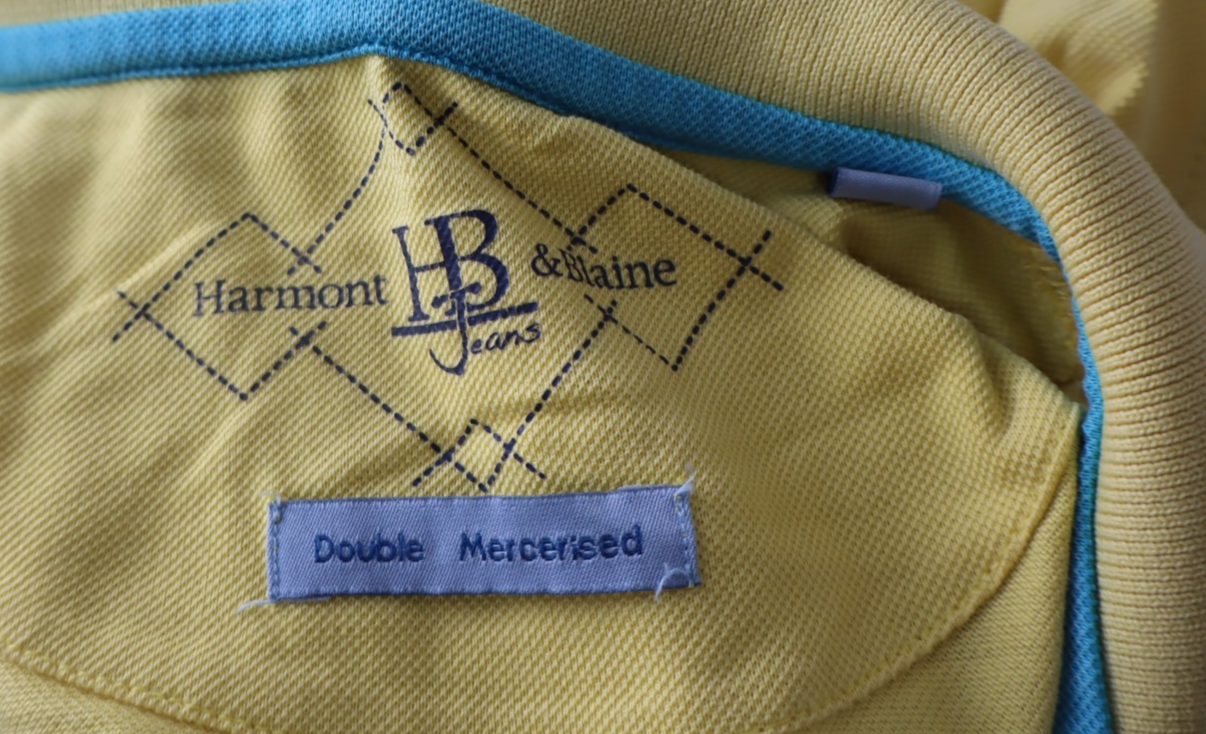 Harmont HB &Blaine
Jeans
Double Mercerised